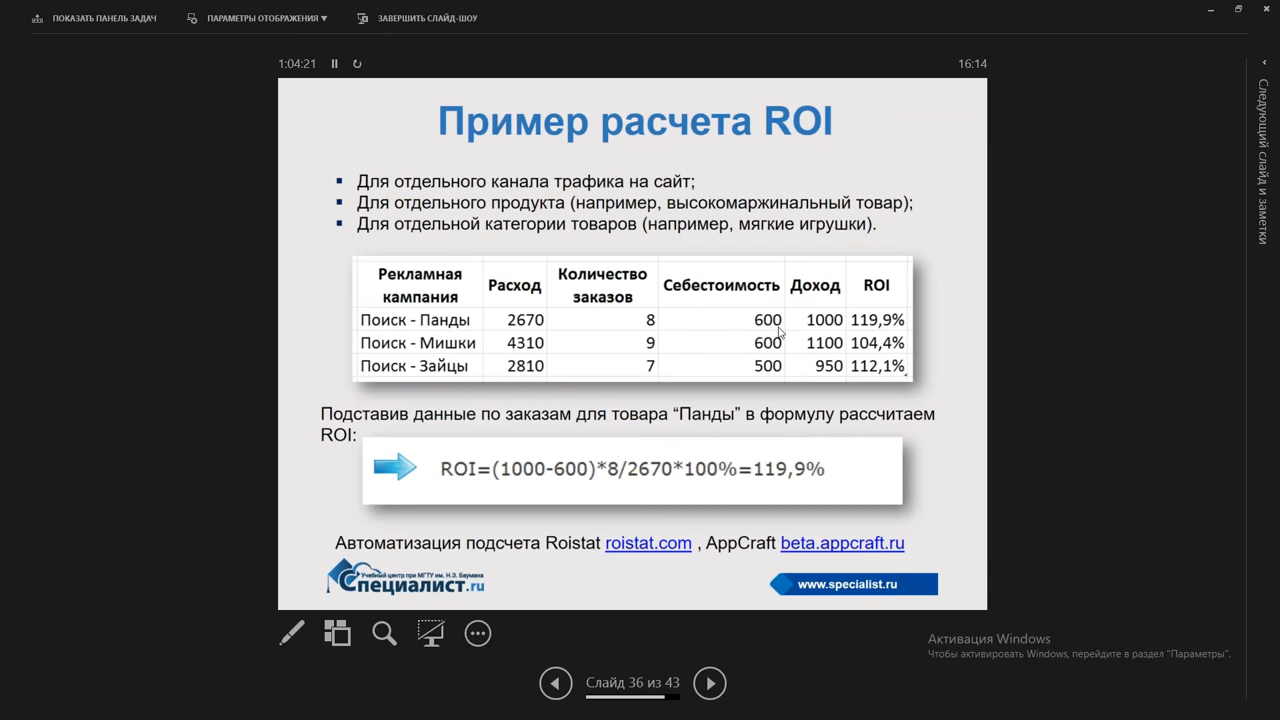 ПОКАЗАТЬ ПАНЕЛЬ ЗАДАЧ ПАРАМЕТРЫ ОТОБРАЖЕНИЯ ▼ ЗАВЕРШИТЬ СЛАЙД-ШОУ
1:04:21 16:14
Следующий слайд и заметки
Пример расчета ROI
▪ Для отдельного канала трафика на сайт;
▪ Для отдельного продукта (например, высокомаржинальный товар);
▪ Для отдельной категории товаров (например, мягкие игрушки).
Рекламная кампания Расход Количество заказов Себестоимость Доход ROI
Поиск - Панды 2670 8 600 1000 119,9%
Поиск - Мишки 4310 9 600 1100 104,4%
Поиск - Зайцы 2810 7 500 950 112,1%
Подставив данные по заказам для товара “Панды” в формулу рассчитаем
ROI:
ROI=(1000-600)*8/2670*100%=119,9%
Автоматизация подсчета Roistat roistat.com , AppCraft beta.appcraft.ru
Учебный центр при МГТУ им. Н.Э. Баумана
Специалист.ru
www.specialist.ru
Активация Windows
Чтобы активировать Windows, перейдите в раздел "Параметры".
Слайд 36 из 43